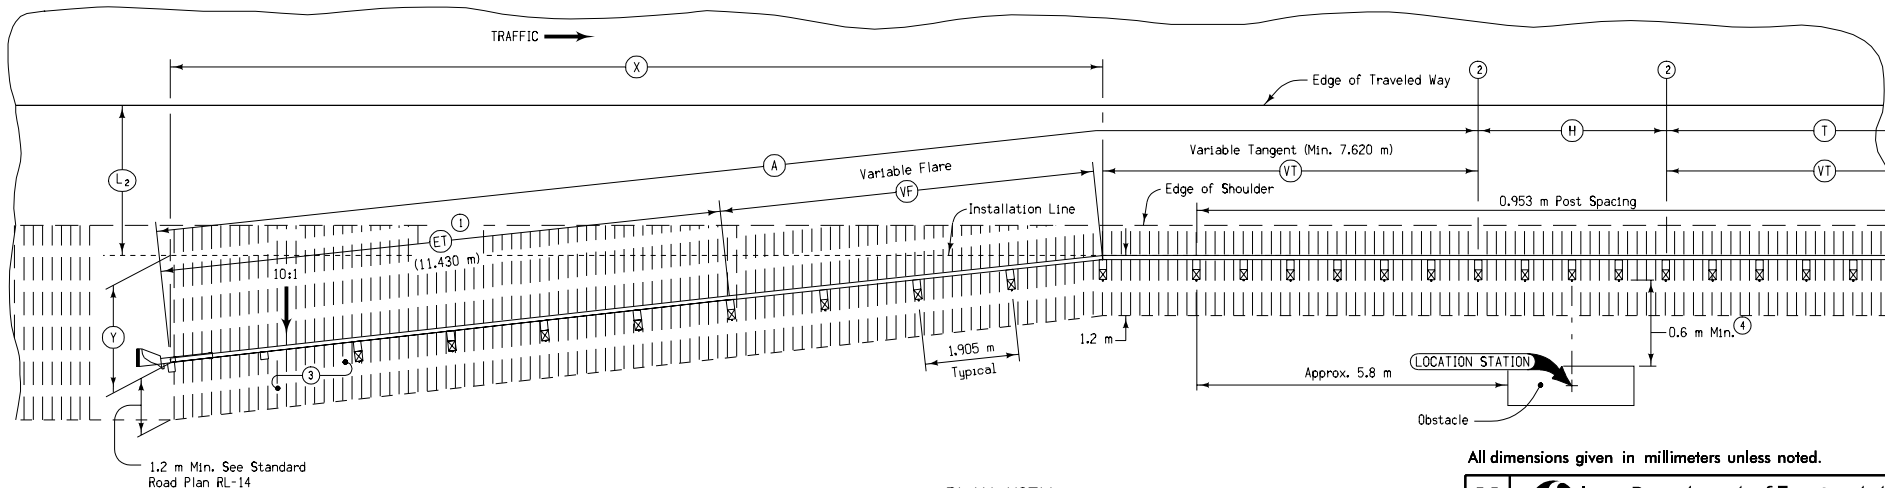 TRAFFIC
X
2
2
Edge of Traveled Way
A
H
T
Variable Tangent (Min. 7.620 m)
L2
Variable Flare
VF
VT
VT
Edge of Shoulder
0.953 m Post Spacing
1
Installation Line
ET
(11.430 m)
10:1
Y
3
1.2 m
1.905 m
Typical
0.6 m Min. 4
LOCATION STATION
Approx. 5.8 m
Obstacle
1.2 m Min. See Standard
Road Plan RL-14
All dimensions given in millimeters unless noted.